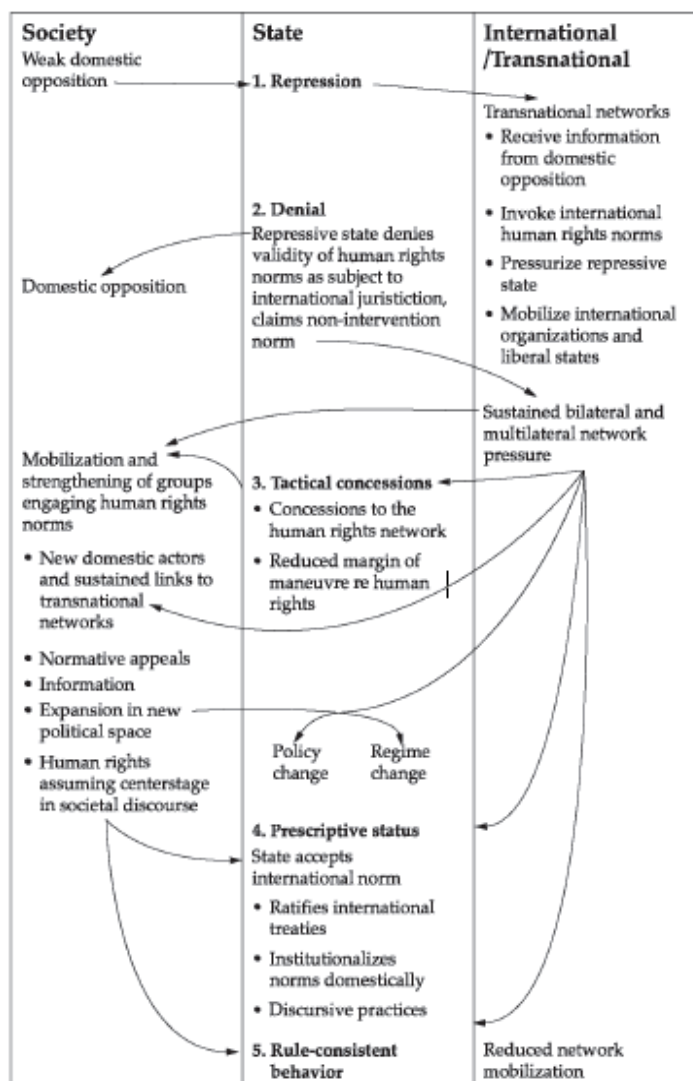 Society
Weak domestic
opposition
Domestic opposition
Mobilization and
strengthening of groups
engaging human rights
norms
• New domestic actors
and sustained links to
transnational
networks
• Normative appeals
• Information
• Expansion in new
political space
• Human rights
assuming centerstage
in societal discourse
State
1. Repression
2. Denial
Repressive state denies
validity of human rights
norms as subject to
international juristiction,
claims non-intervention
norm
3. Tactical concessions
• Concessions to the
human rights network
• Reduced margin of
maneuvre re human
rights
Policy
change
Regime
change
4. Prescriptive status
State accepts
international norm
• Ratifies international
treaties
• Institutionalizes
norms domestically
• Discursive practices
5. Rule-consistent
behavior
International
/Transnational
Transnational networks
• Receive information
from domestic
opposition
• Invoke international
human rights norms
• Pressurize repressive
state
• Mobilize international
organizations and
liberal states
Sustained bilateral and
multilateral network
pressure
Reduced network
mobilization